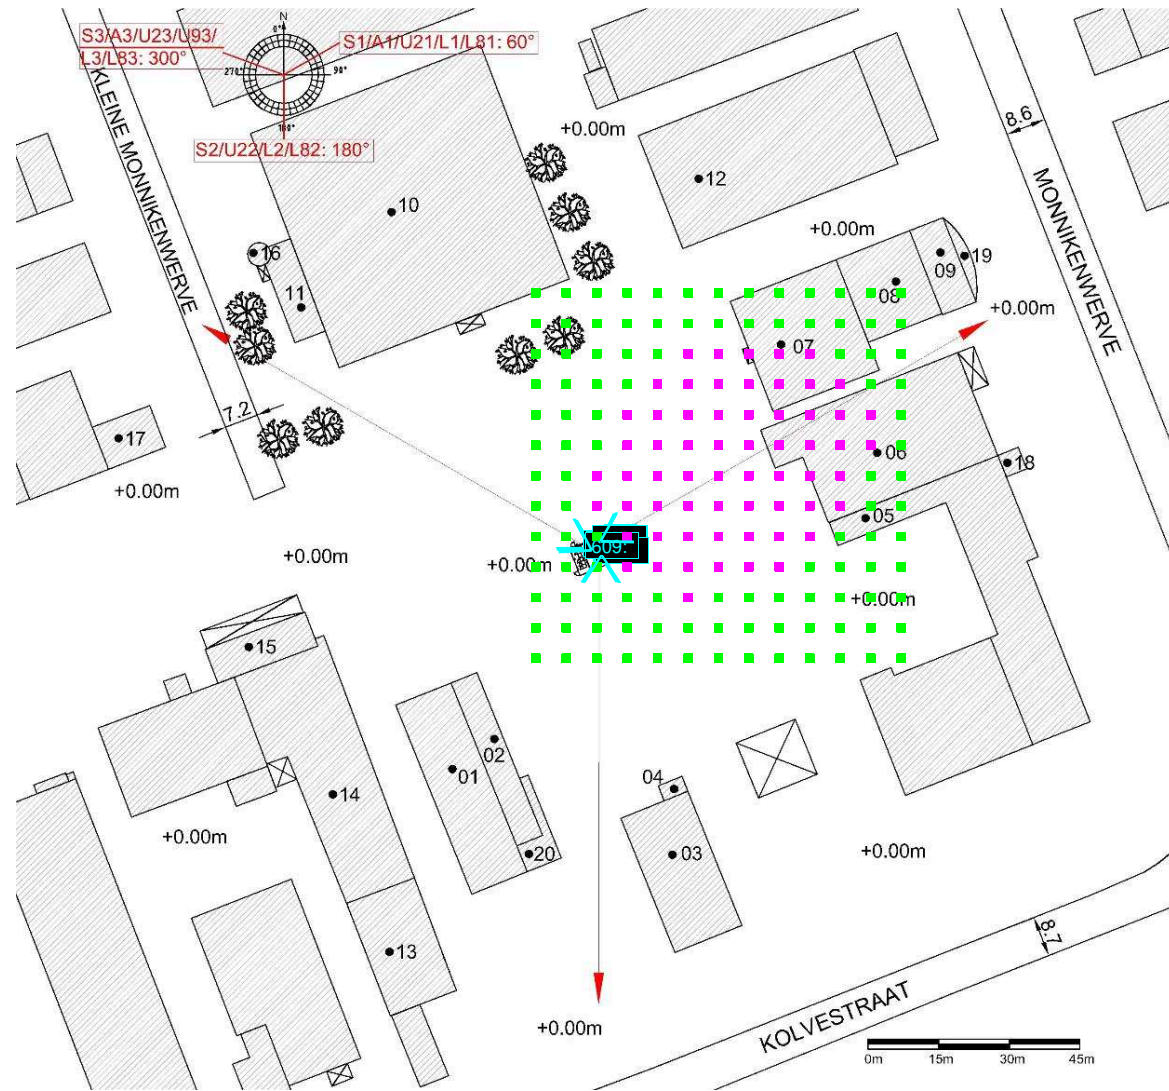 S3/A3/U23/U93/
L3/L83: 300°
N
0°
S1/A1/U21/L1/L81: 60°
270°
90°
180°
S2/U22/L2/L82: 180°
KLEINE MONNIKENWERVE
+0.00m
8.6
12
MONNIKENWERVE
10
+0.00m
16
09
19
08
11
+0.00m
07
7.2
17
06
18
+0.00m
05
+0.00m
+0.00m
609:
+0.00m
15
02
01
04
14
+0.00m
20
03
+0.00m
13
8.7
KOLVESTRAAT
+0.00m
0m 15m 30m 45m